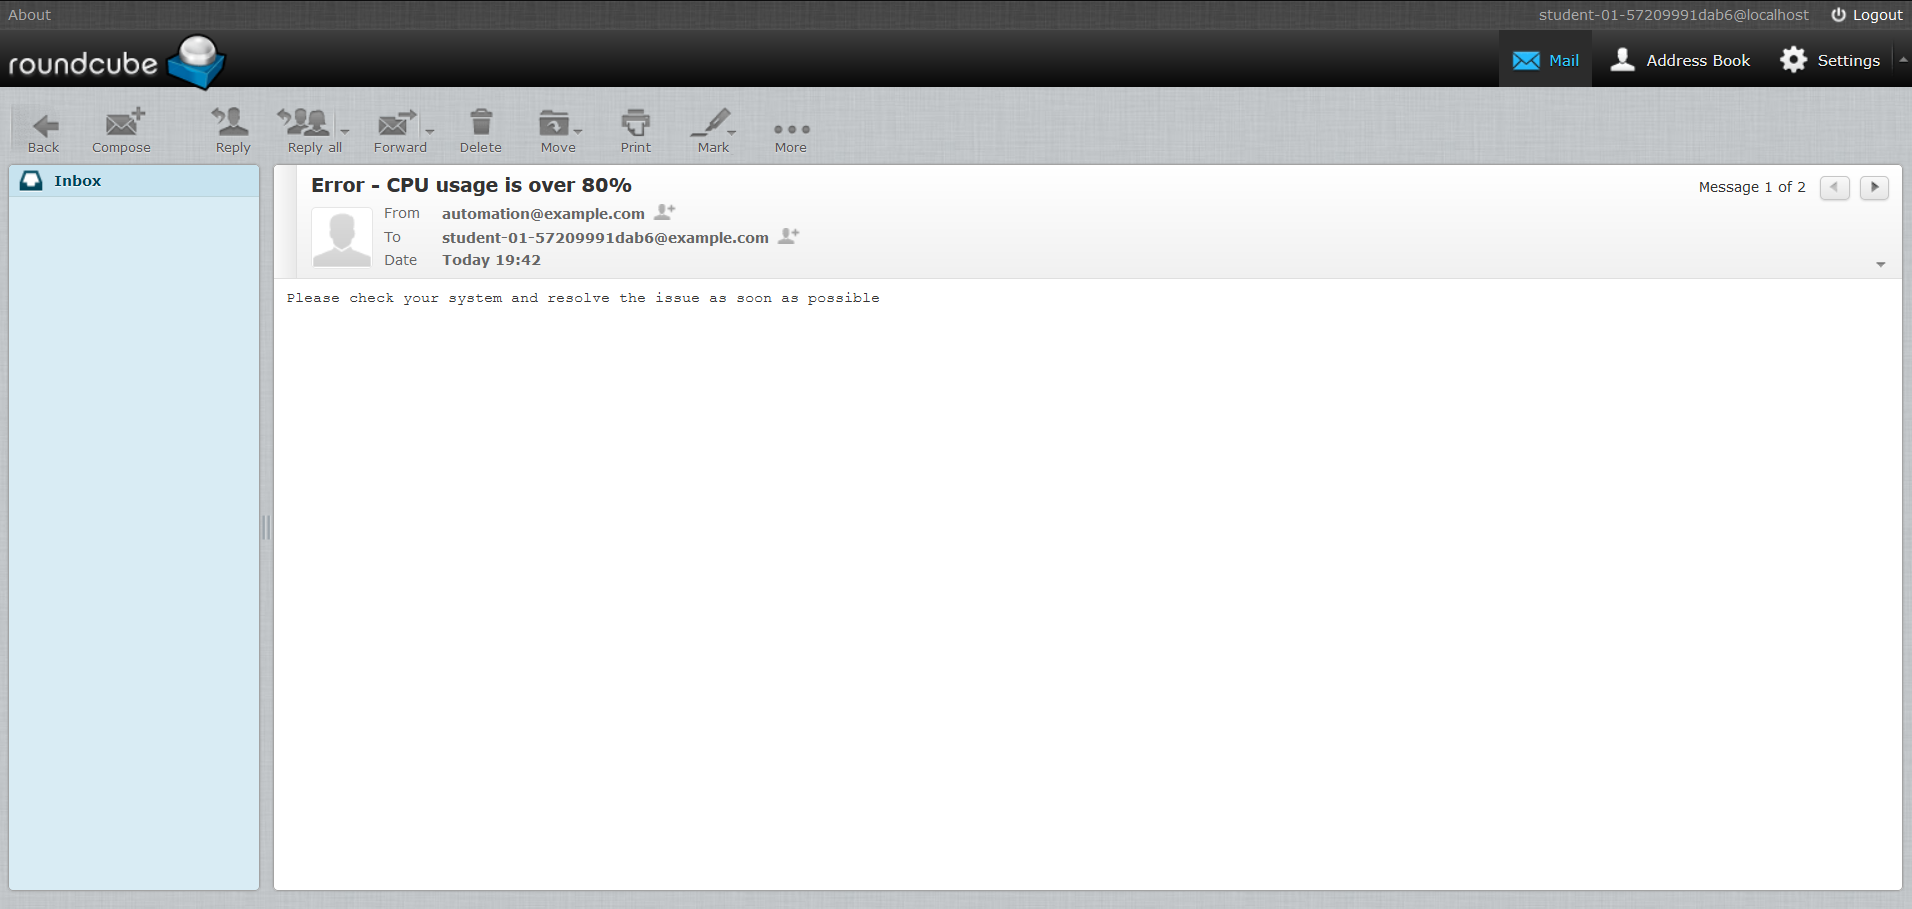 About
student-01-57209991dab6@localhost Logout
roundcube
Mail Address Book Settings
Back Compose Reply Reply all Forward Delete Move Print Mark More
Inbox
Error - CPU usage is over 80%
Message 1 of 2
From automation@example.com
To student-01-57209991dab6@example.com
Date Today 19:42
Please check your system and resolve the issue as soon as possible